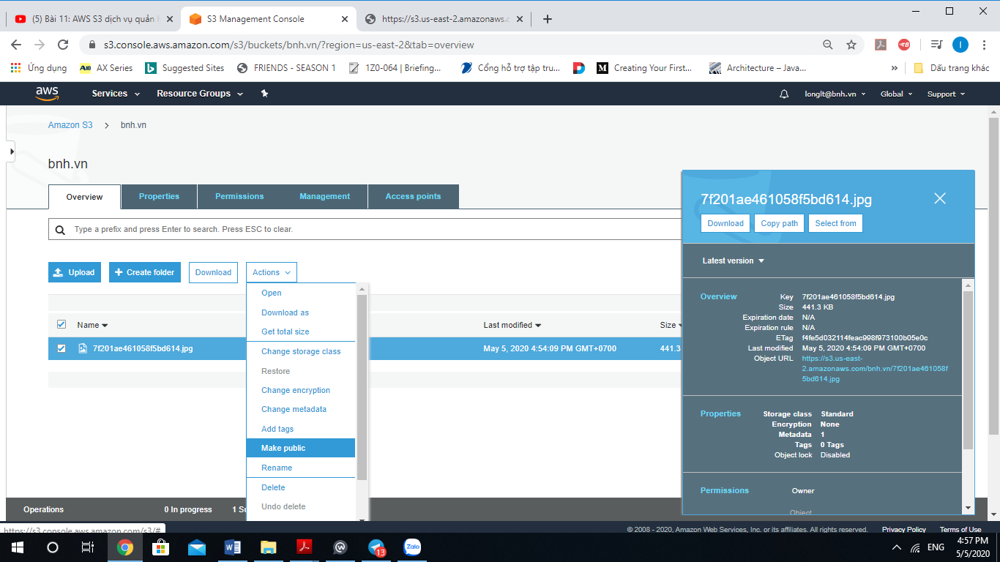 (5) Bài 11: AWS S3 dịch vụ quản
S3 Management Console
https://s3.us-east-2.amazonaws.
s3.console.aws.amazon.com/s3/buckets/bnh.vn/?region=us-east-2&tab=overview
Ứng dụng
AX Series
Suggested Sites
FRIENDS - SEASON 1
1Z0-064 | Briefing...
Cổng hỗ trợ tập tru...
Creating Your First...
Architecture – Java...
»
Dấu trang khác
aws
Services
Resource Groups
longlt@bnh.vn
Global
Support
Amazon S3 > bnh.vn
bnh.vn
Overview
Properties
Permissions
Management
Access points
Type a prefix and press Enter to search. Press ESC to clear.
Upload
+ Create folder
Download
Actions
Open
Download as
Get total size
Change storage class
Restore
Change encryption
Change metadata
Add tags
Make public
Rename
Delete
Undo delete
Name
Last modified
Size
7f201ae461058f5bd614.jpg
May 5, 2020 4:54:09 PM GMT+0700
441.3
7f201ae461058f5bd614.jpg
Download
Copy path
Select from
Latest version
Overview
Key 7f201ae461058f5bd614.jpg
Size 441.3 KB
Expiration date N/A
Expiration rule N/A
ETag f4fe5d032114feac998f973100b05e0c
Last modified May 5, 2020 4:54:09 PM GMT+0700
Object URL https://s3.us-east-
2.amazonaws.com/bnh.vn/7f201ae461058f
5bd614.jpg
Properties
Storage class Standard
Encryption None
Metadata 1
Tags 0 Tags
Object lock Disabled
Permissions
Owner
Object
Operations
0 In progress
1 Su
https://s3.console.aws.amazon.com/s3/#
© 2008 - 2020, Amazon Web Services, Inc. or its affiliates. All rights reserved.
Privacy Policy
Terms of Use
13
Zalo
ENG
4:57 PM
5/5/2020